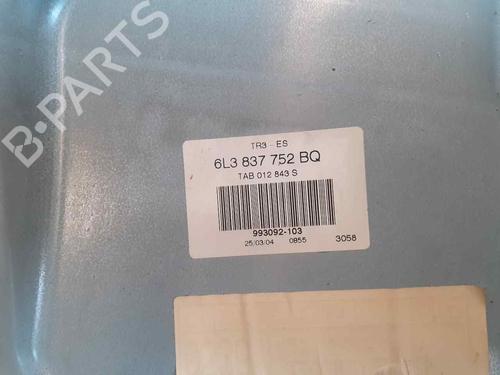 B-PARTS
TR3 - ES
6L3 837 752 BQ
TAB 012 843 S
993092-103
25/03/04 0855 3058